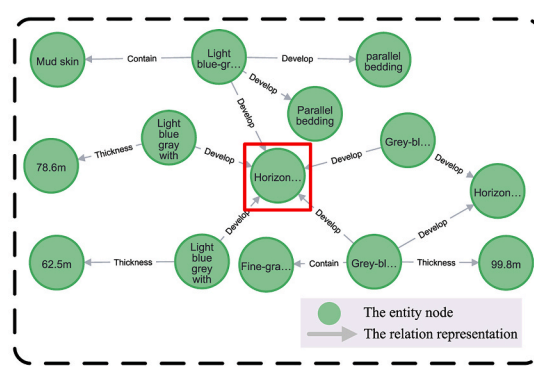 Mud skin
Contain
Light
blue-gr…
Develop
parallel
bedding
Develop
Develop
Parallel
bedding
78.6m
Thickness
Light
blue
gray
with
Develop
Horizon…
Develop
Grey-bl…
Develop
Horizon…
62.5m
Thickness
Light
blue
grey
with
Develop
Fine-gra…
Contain
Develop
Grey-bl…
Develop
Thickness
99.8m
The entity node
The relation representation